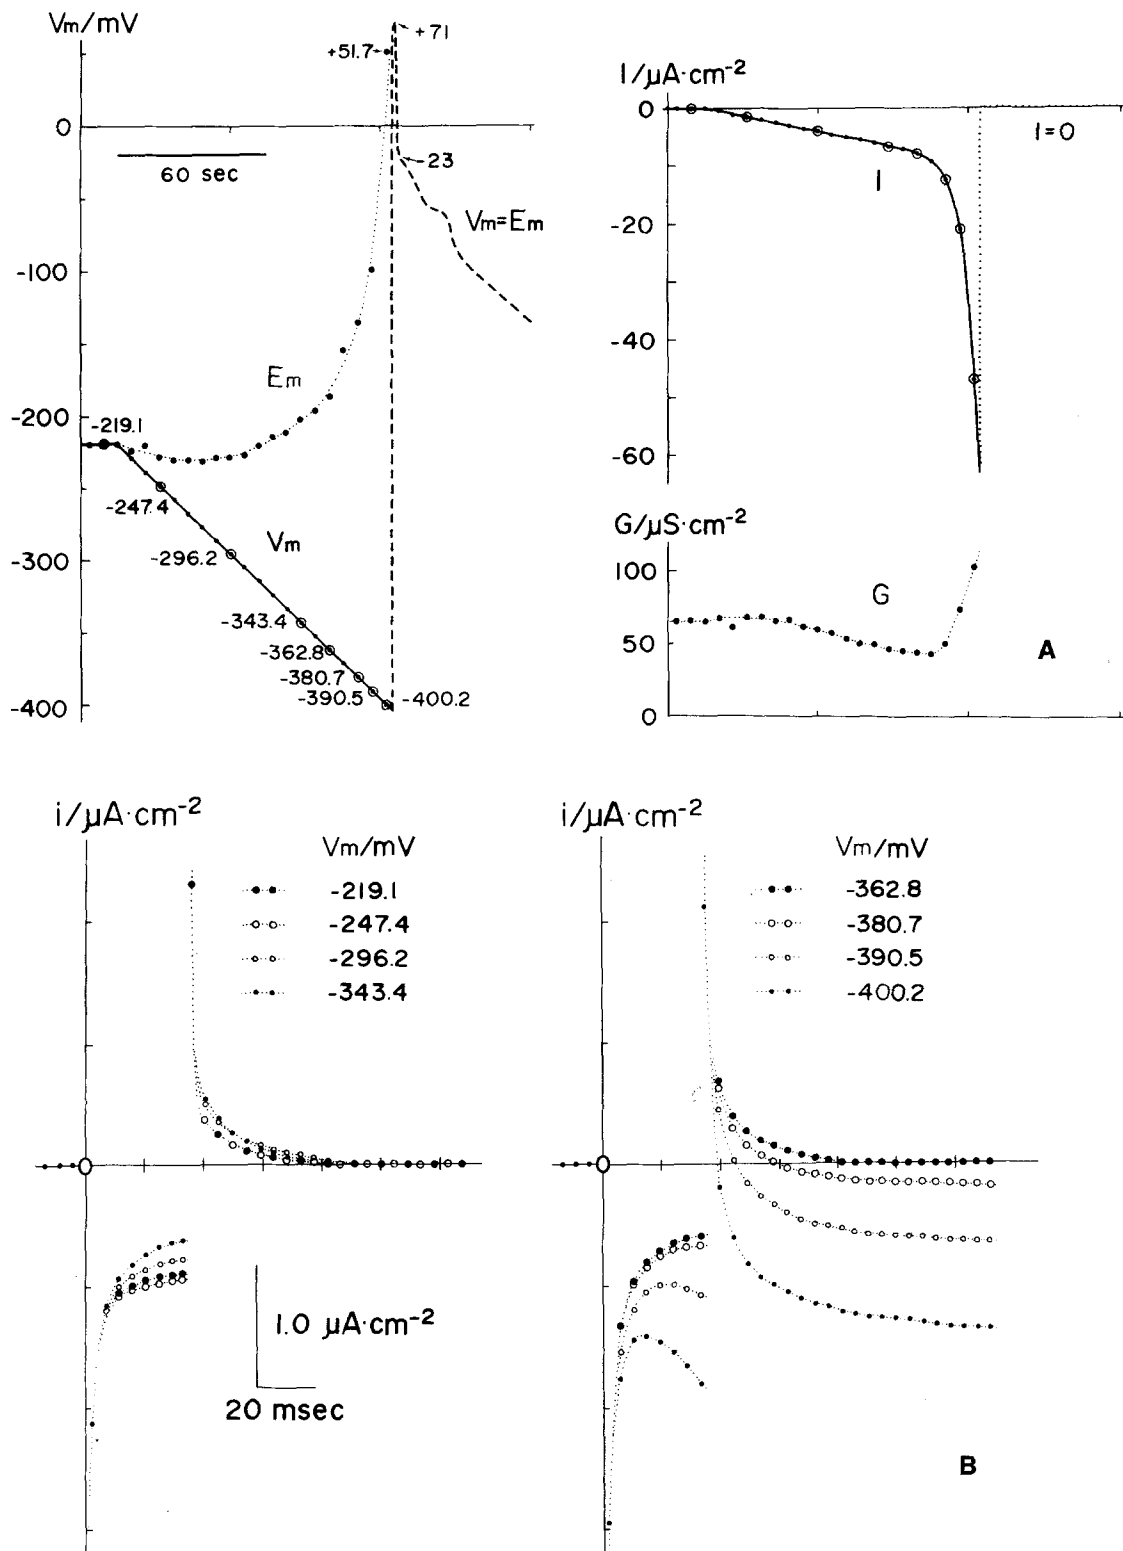 Vm/mV
+71
+51.7
0
60 sec
-23
Vm=Em
-100
Em
-200
-219.1
-247.4
Vm
-296.2
-300
-343.4
-362.8
-380.7
-390.5
-400.2
-400
I/μA·cm-2
0
I=0
I
-20
-40
-60
G/μS·cm-2
100
G
50
A
0
i/μA·cm-2
Vm/mV
-219.1
-247.4
-296.2
-343.4
0
1.0 μA·cm-2
20 msec
i/μA·cm-2
Vm/mV
-362.8
-380.7
-390.5
-400.2
0
B